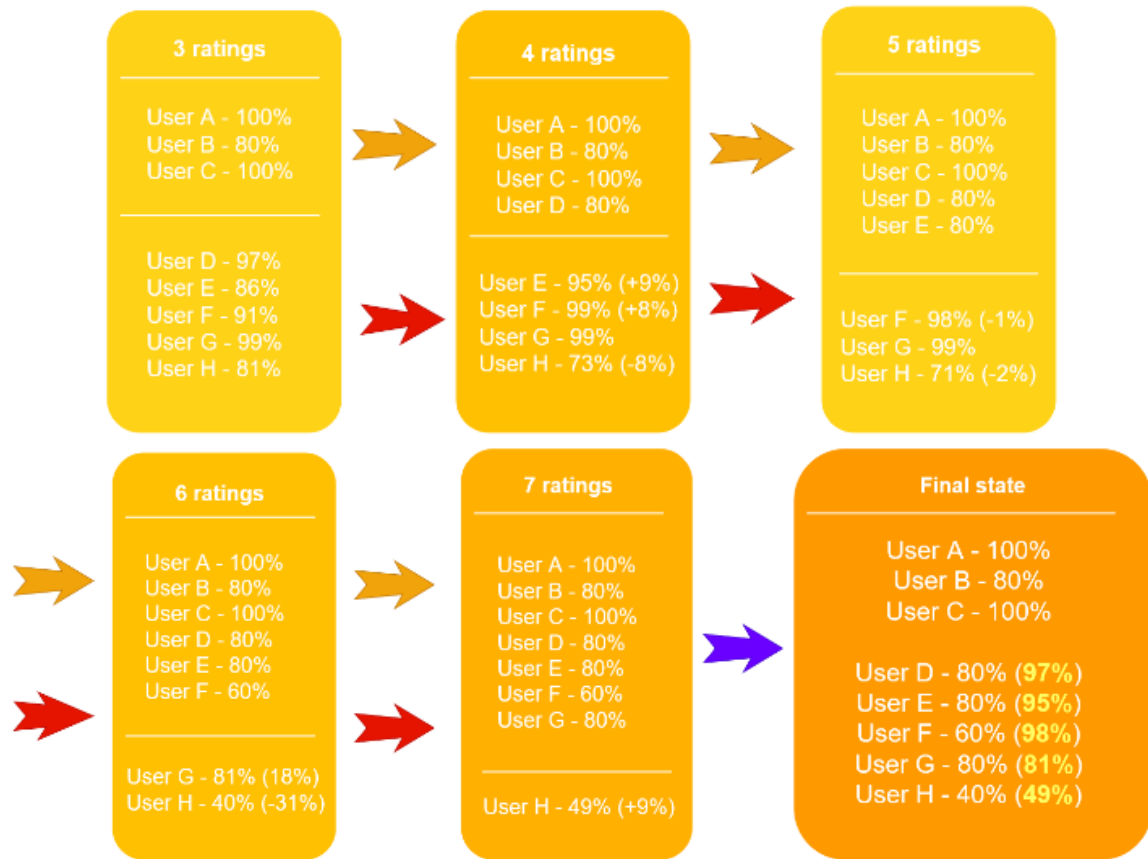 3 ratings
User A - 100%
User B - 80%
User C - 100%
User D - 97%
User E - 86%
User F - 91%
User G - 99%
User H - 81%
4 ratings
User A - 100%
User B - 80%
User C - 100%
User D - 80%
User E - 95% (+9%)
User F - 99% (+8%)
User G - 99%
User H - 73% (-8%)
5 ratings
User A - 100%
User B - 80%
User C - 100%
User D - 80%
User E - 80%
User F - 98% (-1%)
User G - 99%
User H - 71% (-2%)
6 ratings
User A - 100%
User B - 80%
User C - 100%
User D - 80%
User E - 80%
User F - 60%
User G - 81% (18%)
User H - 40% (-31%)
7 ratings
User A - 100%
User B - 80%
User C - 100%
User D - 80%
User E - 80%
User F - 60%
User G - 80%
User H - 49% (+9%)
Final state
User A - 100%
User B - 80%
User C - 100%
User D - 80% (97%)
User E - 80% (95%)
User F - 60% (98%)
User G - 80% (81%)
User H - 40% (49%)